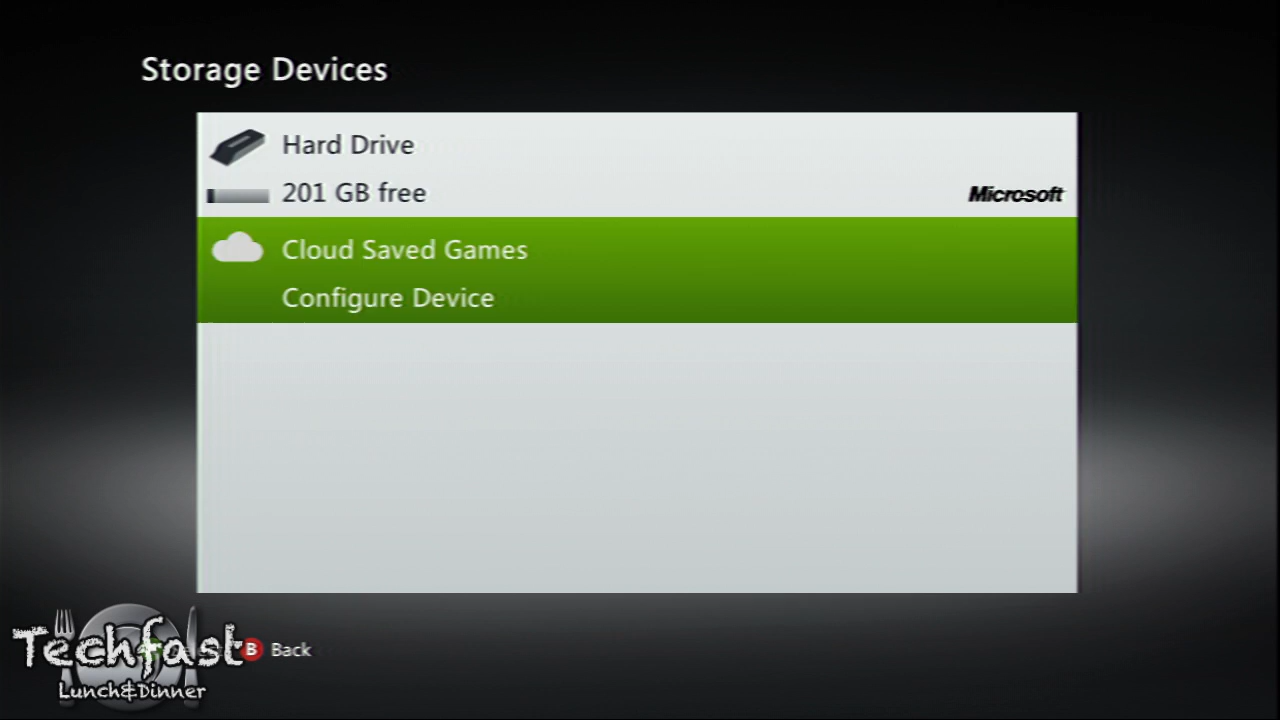 Storage Devices
Hard Drive
201 GB free
Microsoft
Cloud Saved Games
Configure Device
Techfast
B Back
Lunch&Dinner